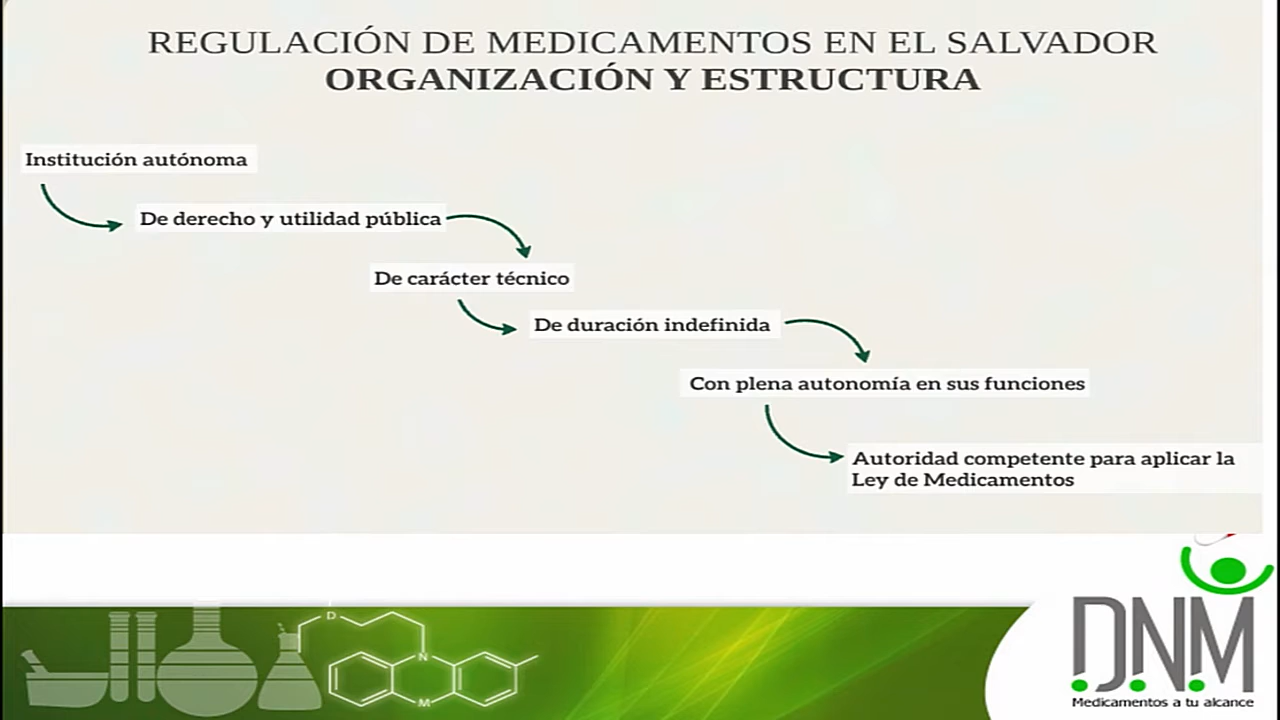 REGULACIÓN DE MEDICAMENTOS EN EL SALVADOR
ORGANIZACIÓN Y ESTRUCTURA
Institución autónoma
De derecho y utilidad pública
De carácter técnico
De duración indefinida
Con plena autonomía en sus funciones
Autoridad competente para aplicar la
Ley de Medicamentos
D
N
M
DNM
Medicamentos a tu alcance